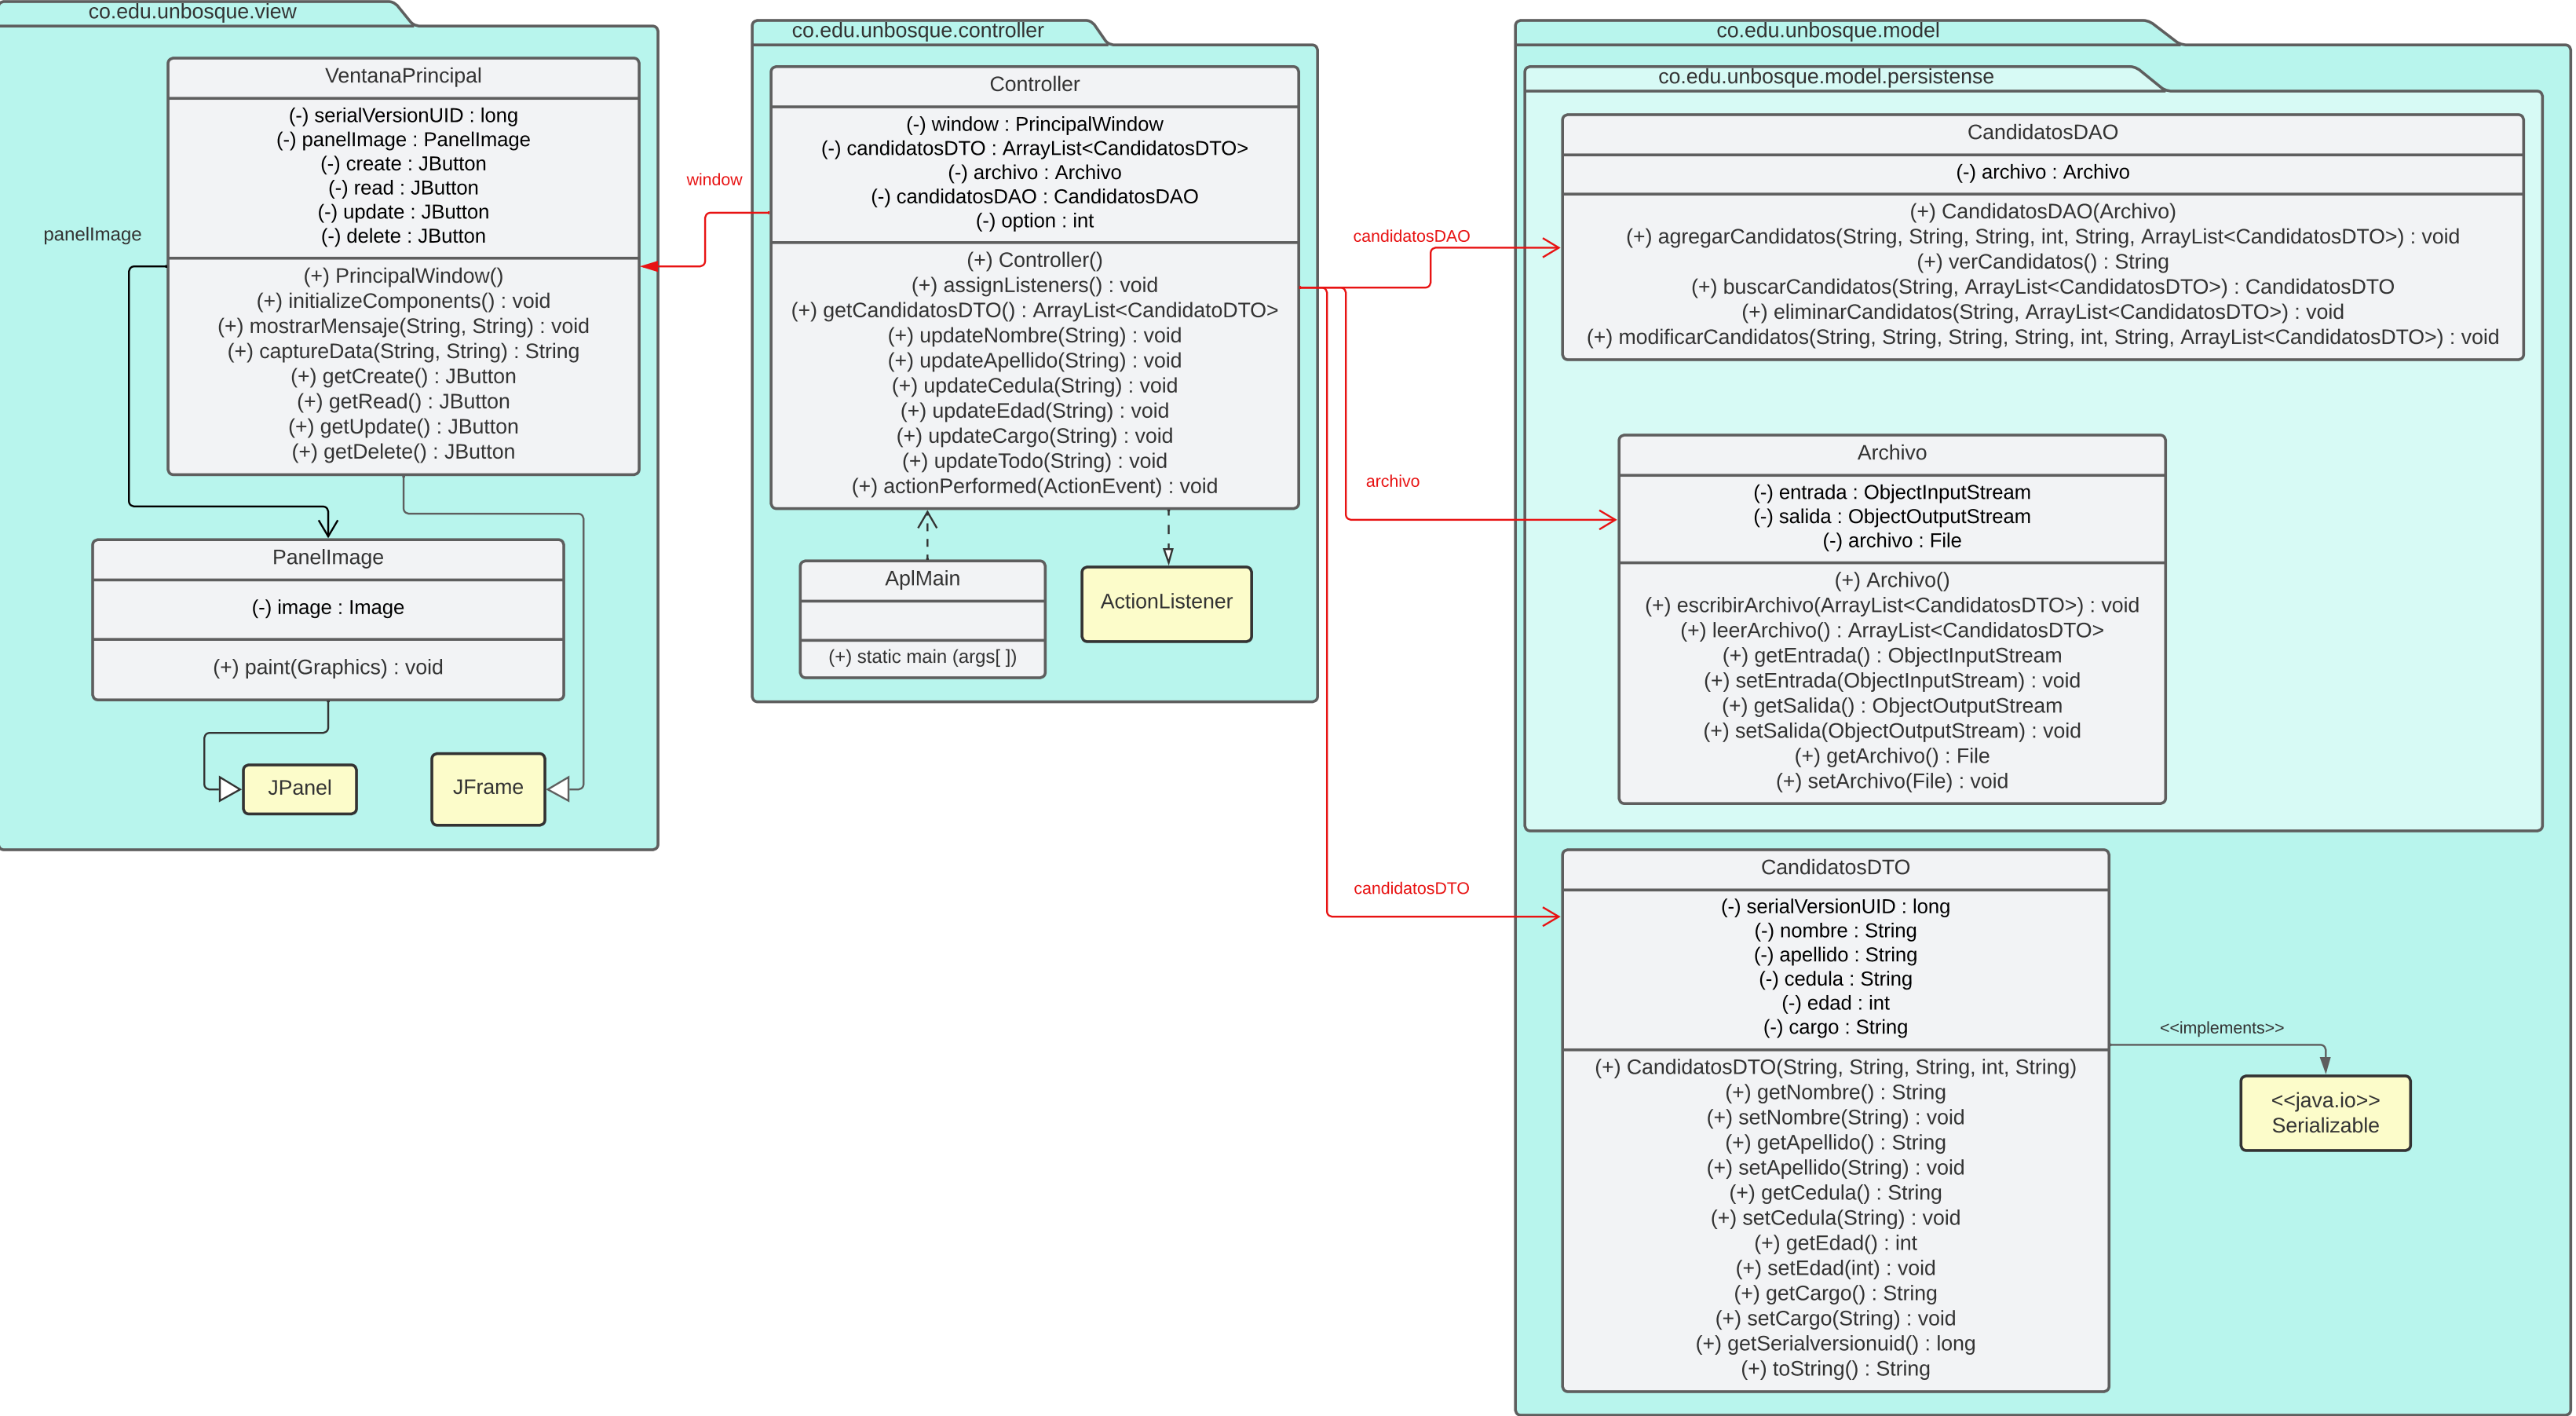 co.edu.unbosque.view
VentanaPrincipal
(-) serialVersionUID : long
(-) panelImage : PanelImage
(-) create : JButton
(-) read : JButton
(-) update : JButton
(-) delete : JButton
(+) PrincipalWindow()
(+) initializeComponents() : void
(+) mostrarMensaje(String, String) : void
(+) captureData(String, String) : String
(+) getCreate() : JButton
(+) getRead() : JButton
(+) getUpdate() : JButton
(+) getDelete() : JButton
panelImage
PanelImage
(-) image : Image
(+) paint(Graphics) : void
JPanel
JFrame
window
co.edu.unbosque.controller
Controller
(-) window : PrincipalWindow
(-) candidatosDTO : ArrayList<CandidatosDTO>
(-) archivo : Archivo
(-) candidatosDAO : CandidatosDAO
(-) option : int
(+) Controller()
(+) assignListeners() : void
(+) getCandidatosDTO() : ArrayList<CandidatoDTO>
(+) updateNombre(String) : void
(+) updateApellido(String) : void
(+) updateCedula(String) : void
(+) updateEdad(String) : void
(+) updateCargo(String) : void
(+) updateTodo(String) : void
(+) actionPerformed(ActionEvent) : void
AplMain
(+) static main (args[ ])
ActionListener
candidatosDAO
archivo
candidatosDTO
co.edu.unbosque.model
co.edu.unbosque.model.persistense
CandidatosDAO
(-) archivo : Archivo
(+) CandidatosDAO(Archivo)
(+) agregarCandidatos(String, String, String, int, String, ArrayList<CandidatosDTO>) : void
(+) verCandidatos() : String
(+) buscarCandidatos(String, ArrayList<CandidatosDTO>) : CandidatosDTO
(+) eliminarCandidatos(String, ArrayList<CandidatosDTO>) : void
(+) modificarCandidatos(String, String, String, String, int, String, ArrayList<CandidatosDTO>) : void
Archivo
(-) entrada : ObjectInputStream
(-) salida : ObjectOutputStream
(-) archivo : File
(+) Archivo()
(+) escribirArchivo(ArrayList<CandidatosDTO>) : void
(+) leerArchivo() : ArrayList<CandidatosDTO>
(+) getEntrada() : ObjectInputStream
(+) setEntrada(ObjectInputStream) : void
(+) getSalida() : ObjectOutputStream
(+) setSalida(ObjectOutputStream) : void
(+) getArchivo() : File
(+) setArchivo(File) : void
CandidatosDTO
(-) serialVersionUID : long
(-) nombre : String
(-) apellido : String
(-) cedula : String
(-) edad : int
(-) cargo : String
(+) CandidatosDTO(String, String, String, int, String)
(+) getNombre() : String
(+) setNombre(String) : void
(+) getApellido() : String
(+) setApellido(String) : void
(+) getCedula() : String
(+) setCedula(String) : void
(+) getEdad() : int
(+) setEdad(int) : void
(+) getCargo() : String
(+) setCargo(String) : void
(+) getSerialversionuid() : long
(+) toString() : String
<<implements>>
<<java.io>>
Serializable